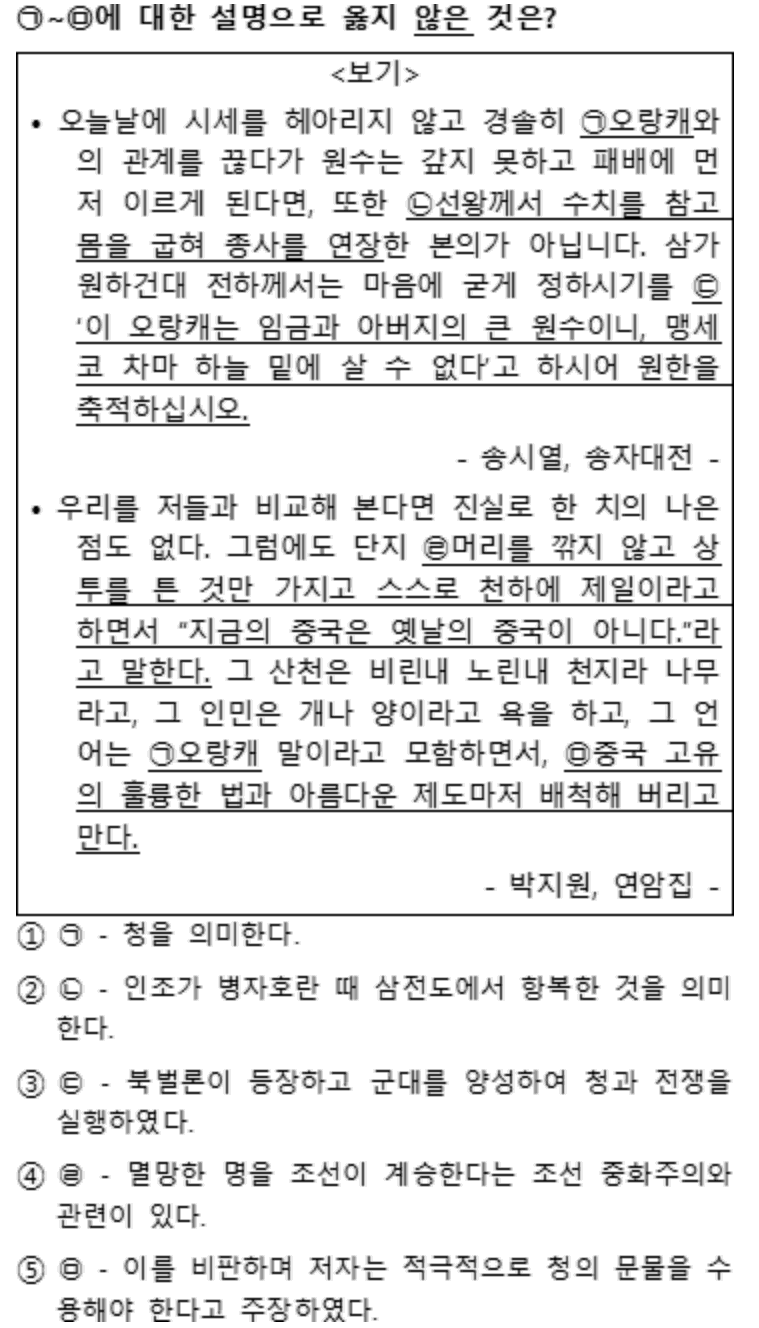 ㉠~㉤에 대한 설명으로 옳지 않은 것은?
<보기>
• 오늘날에 시세를 헤아리지 않고 경솔히 ㉠오랑캐와
의 관계를 끊다가 원수는 갚지 못하고 패배에 먼
저 이르게 된다면, 또한 ㉡선왕께서 수치를 참고
몸을 굽혀 종사를 연장한 본의가 아닙니다. 삼가
원하건대 전하께서는 마음에 굳게 정하시기를 ㉢
‘이 오랑캐는 임금과 아버지의 큰 원수이니, 맹세
코 차마 하늘 밑에 살 수 없다’고 하시어 원한을
축적하십시오.
- 송시열, 송자대전 -
• 우리를 저들과 비교해 본다면 진실로 한 치의 나은
점도 없다. 그럼에도 단지 ㉣머리를 깎지 않고 상
투를 튼 것만 가지고 스스로 천하에 제일이라고
하면서 “지금의 중국은 옛날의 중국이 아니다.”라
고 말한다. 그 산천은 비린내 노린내 천지라 나무
라고, 그 인민은 개나 양이라고 욕을 하고, 그 언
어는 ㉠오랑캐 말이라고 모함하면서, ㉤중국 고유
의 훌륭한 법과 아름다운 제도마저 배척해 버리고
만다.
- 박지원, 연암집 -
① ㉠ - 청을 의미한다.
② ㉡ - 인조가 병자호란 때 삼전도에서 항복한 것을 의미
한다.
③ ㉢ - 북벌론이 등장하고 군대를 양성하여 청과 전쟁을
실행하였다.
④ ㉣ - 멸망한 명을 조선이 계승한다는 조선 중화주의와
관련이 있다.
⑤ ㉤ - 이를 비판하며 저자는 적극적으로 청의 문물을 수
용해야 한다고 주장하였다.